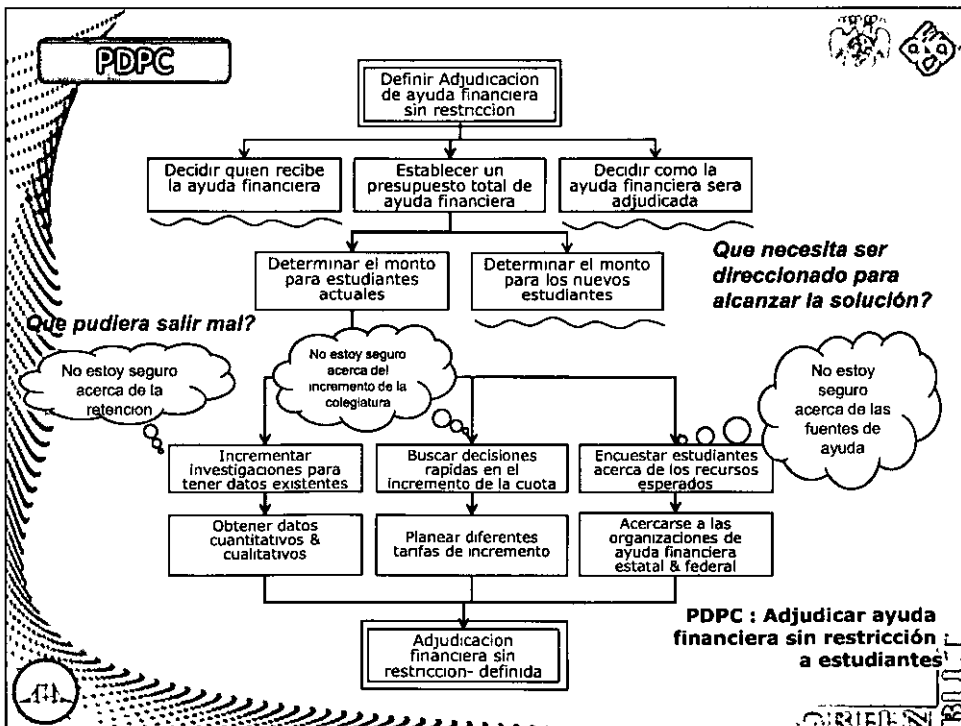 PDPC
Definir Adjudicacion
de ayuda financiera
sin restriccion
Decidir quien recibe
la ayuda financiera
Establecer un
presupuesto total de
ayuda financiera
Decidir como la
ayuda financiera sera
adjudicada
Determinar el monto
para estudiantes
actuales
Determinar el monto
para los nuevos
estudiantes
Que necesita ser
direccionado para
alcanzar la solución?
Que pudiera salir mal?
No estoy seguro
acerca de la
retencion
No estoy seguro
acerca del
incremento de la
colegiatura
No estoy
seguro
acerca de las
fuentes de
ayuda
Incrementar
investigaciones para
tener datos existentes
Buscar decisiones
rapidas en el
incremento de la cuota
Encuestar estudiantes
acerca de los recursos
esperados
Obtener datos
cuantitativos &
cualitativos
Planear diferentes
tarifas de incremento
Acercarse a las
organizaciones de
ayuda financiera
estatal & federal
Adjudicacion
financiera sin
restriccion- definida
PDPC : Adjudicar ayuda
financiera sin restricción
a estudiantes